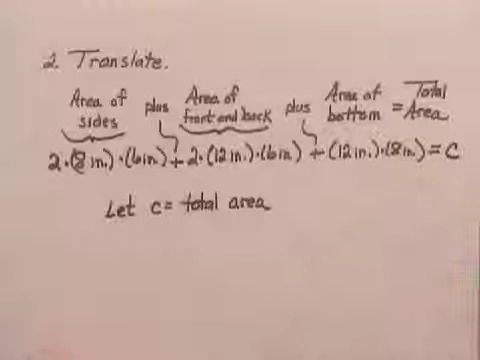 2. Translate.
Area of sides plus Area of front and back plus Area of bottom = Total Area
2·(8 in.)·(6 in.) + 2·(12 in.)·(6 in.) + (12 in.)·(8 in.) = C
Let c = total area